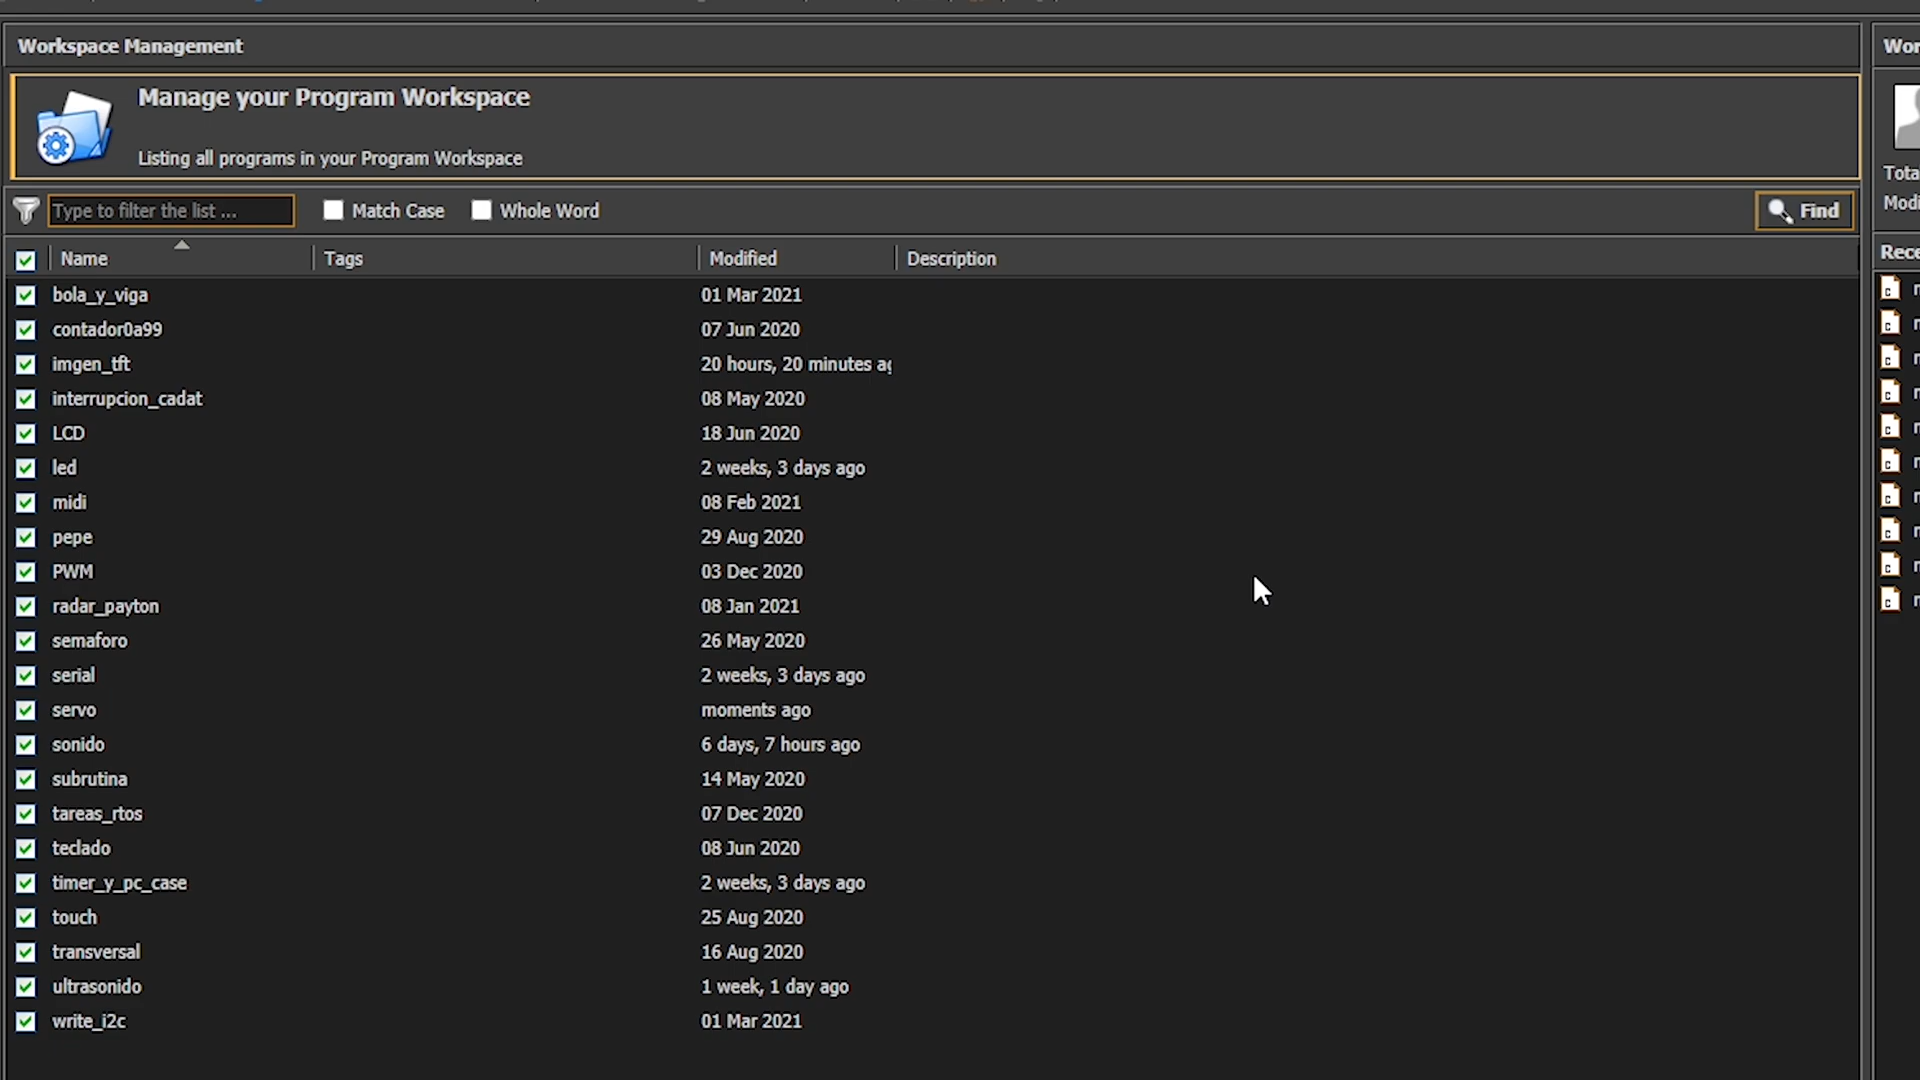 Workspace Management
Wor
Manage your Program Workspace
Listing all programs in your Program Workspace
Tota
Type to filter the list ...
Match Case
Whole Word
Find
Modi
Name
Tags
Modified
Description
Rece
bola_y_viga 01 Mar 2021
contador0a99 07 Jun 2020
imgen_tft 20 hours, 20 minutes ag
interrupcion_cadat 08 May 2020
LCD 18 Jun 2020
led 2 weeks, 3 days ago
midi 08 Feb 2021
pepe 29 Aug 2020
PWM 03 Dec 2020
radar_payton 08 Jan 2021
semaforo 26 May 2020
serial 2 weeks, 3 days ago
servo moments ago
sonido 6 days, 7 hours ago
subrutina 14 May 2020
tareas_rtos 07 Dec 2020
teclado 08 Jun 2020
timer_y_pc_case 2 weeks, 3 days ago
touch 25 Aug 2020
transversal 16 Aug 2020
ultrasonido 1 week, 1 day ago
write_i2c 01 Mar 2021